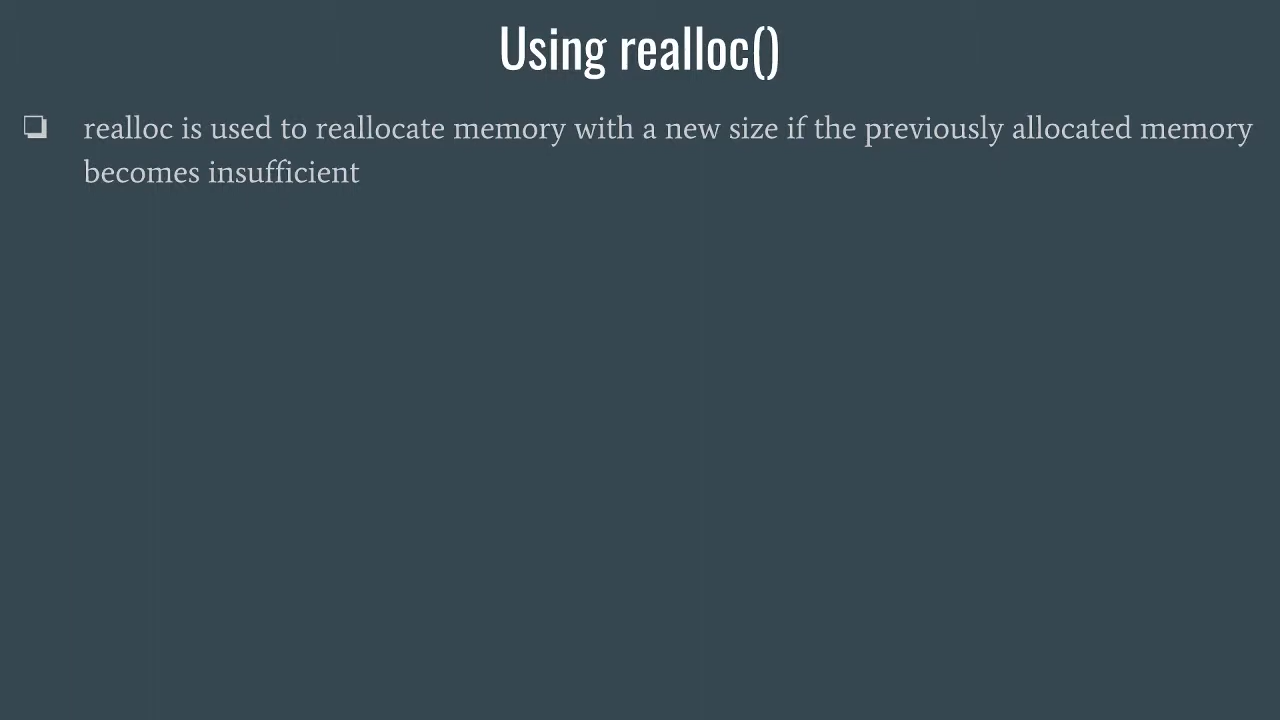 Using realloc()
❏ realloc is used to reallocate memory with a new size if the previously allocated memory
becomes insufficient